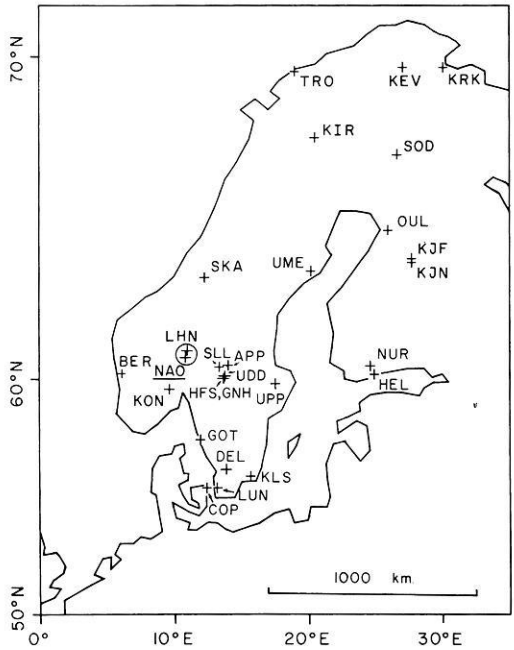 70°N
TRO
KEV
KRK
KIR
SOD
OUL
KJF
KJN
SKA
UME
LHN
SLL
APP
BER
NAO
UDD
NUR
60°N
KON
HFS,GNH
UPP
HEL
GOT
DEL
KLS
LUN
COP
1000 km
50°N
0°
10°E
20°E
30°E